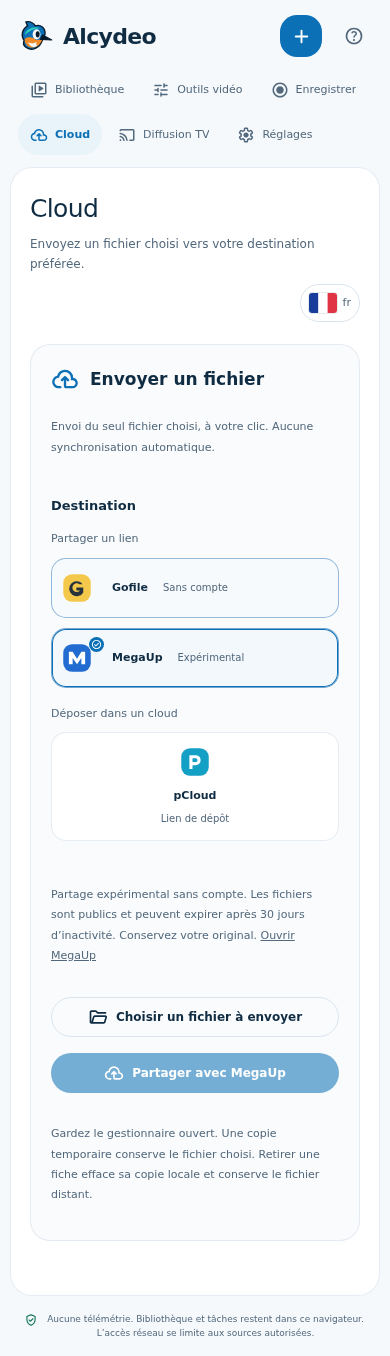 Alcydeo
Bibliothèque
Outils vidéo
Enregistrer
Cloud
Diffusion TV
Réglages
Cloud
Envoyez un fichier choisi vers votre destination
préférée.
fr
Envoyer un fichier
Envoi du seul fichier choisi, à votre clic. Aucune
synchronisation automatique.
Destination
Partager un lien
G Gofile Sans compte
M MegaUp Expérimental
Déposer dans un cloud
P
pCloud
Lien de dépôt
Partage expérimental sans compte. Les fichiers
sont publics et peuvent expirer après 30 jours
d’inactivité. Conservez votre original. Ouvrir
MegaUp
Choisir un fichier à envoyer
Partager avec MegaUp
Gardez le gestionnaire ouvert. Une copie
temporaire conserve le fichier choisi. Retirer une
fiche efface sa copie locale et conserve le fichier
distant.
Aucune télémétrie. Bibliothèque et tâches restent dans ce navigateur.
L’accès réseau se limite aux sources autorisées.